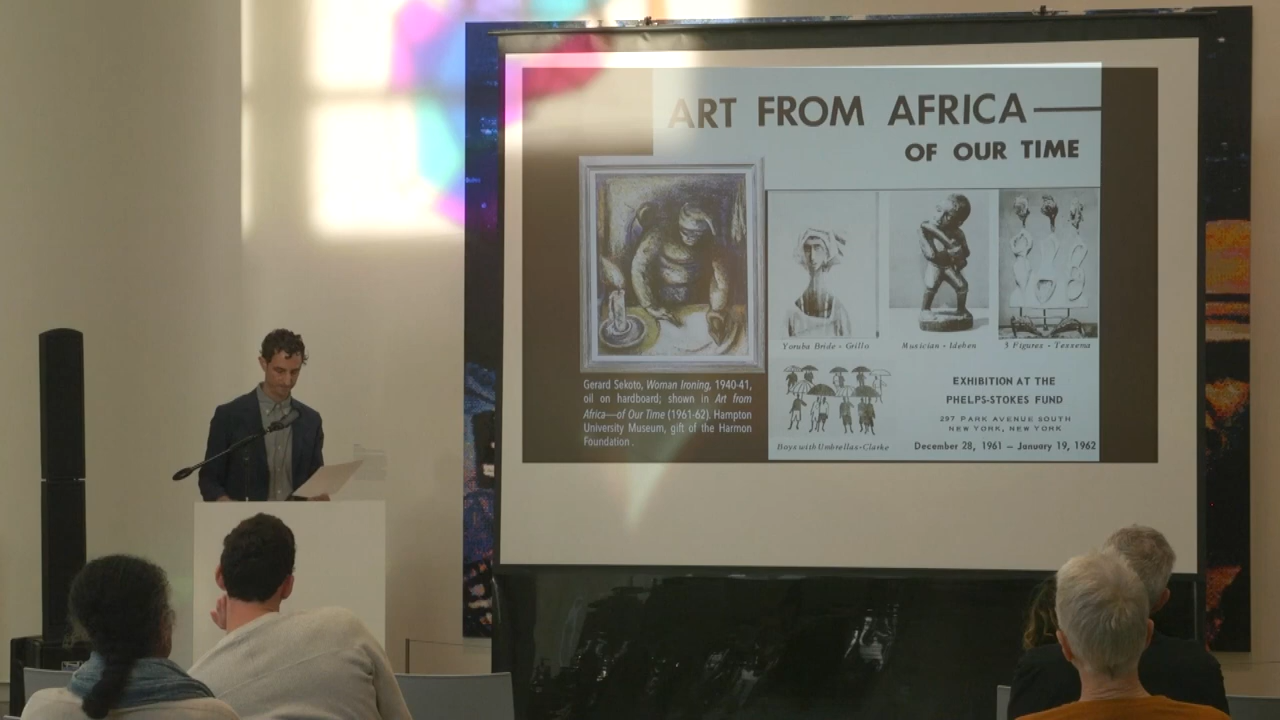 ART FROM AFRICA
OF OUR TIME
Yoruba Bride - Grillo
Musician - Idehen
3 Figures - Tessema
Gerard Sekoto, Woman Ironing, 1940-41,
oil on hardboard; shown in Art from
Africa—of Our Time (1961-62). Hampton
University Museum, gift of the Harmon
Foundation.
Boys with Umbrellas-Clarke
EXHIBITION AT THE
PHELPS-STOKES FUND
297 PARK AVENUE SOUTH
NEW YORK, NEW YORK
December 28, 1961 — January 19, 1962